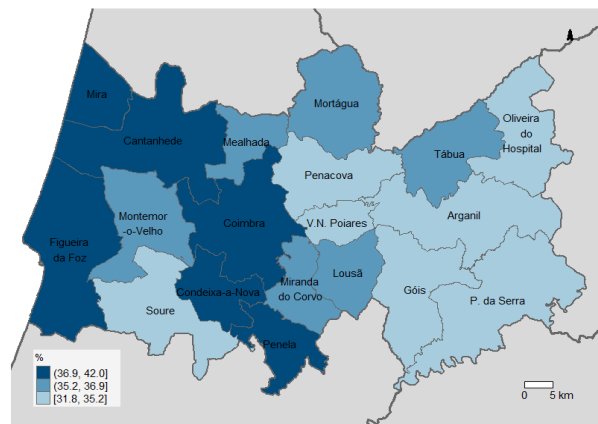 Mira
Mortágua
Oliveira
do
Hospital
Cantanhede
Mealhada
Tábua
Penacova
Montemor
-o-Velho
Coimbra
V.N. Poiares
Arganil
Figueira
da Foz
Miranda
do Corvo
Lousã
Condeixa-a-Nova
Góis
P. da Serra
Soure
Penela
%
(36.9, 42.0]
(35.2, 36.9]
[31.8, 35.2]
0
5 km